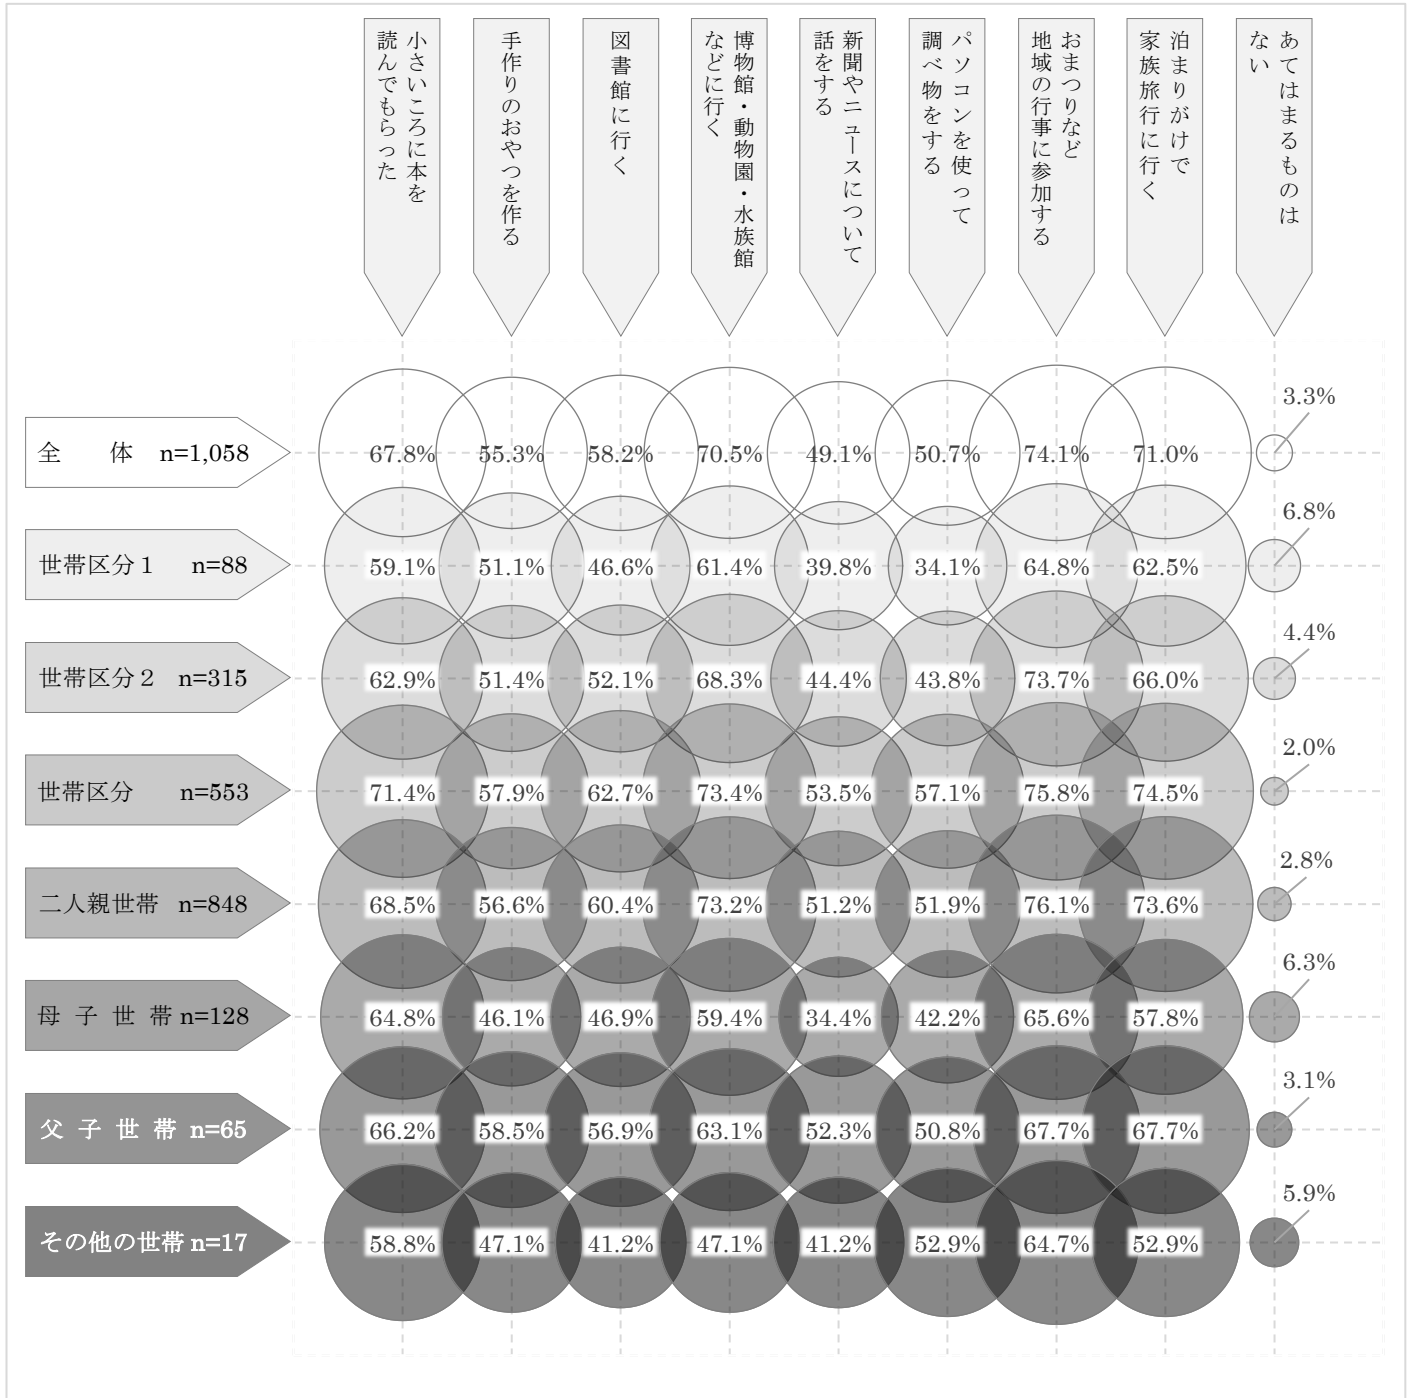 小さいころに本を
読んでもらった
手作りのおやつを作る
図書館に行く
博物館・動物園・水族館
などに行く
新聞やニュースについて
話をする
パソコンを使って
調べ物をする
おまつりなど
地域の行事に参加する
泊まりがけで
家族旅行に行く
あてはまるものは
ない
全 体 n=1,058 67.8% 55.3% 58.2% 70.5% 49.1% 50.7% 74.1% 71.0% 3.3%
世帯区分1 n=88 59.1% 51.1% 46.6% 61.4% 39.8% 34.1% 64.8% 62.5% 6.8%
世帯区分2 n=315 62.9% 51.4% 52.1% 68.3% 44.4% 43.8% 73.7% 66.0% 4.4%
世帯区分 n=553 71.4% 57.9% 62.7% 73.4% 53.5% 57.1% 75.8% 74.5% 2.0%
二人親世帯 n=848 68.5% 56.6% 60.4% 73.2% 51.2% 51.9% 76.1% 73.6% 2.8%
母 子 世 帯 n=128 64.8% 46.1% 46.9% 59.4% 34.4% 42.2% 65.6% 57.8% 6.3%
父 子 世 帯 n=65 66.2% 58.5% 56.9% 63.1% 52.3% 50.8% 67.7% 67.7% 3.1%
その他の世帯 n=17 58.8% 47.1% 41.2% 47.1% 41.2% 52.9% 64.7% 52.9% 5.9%